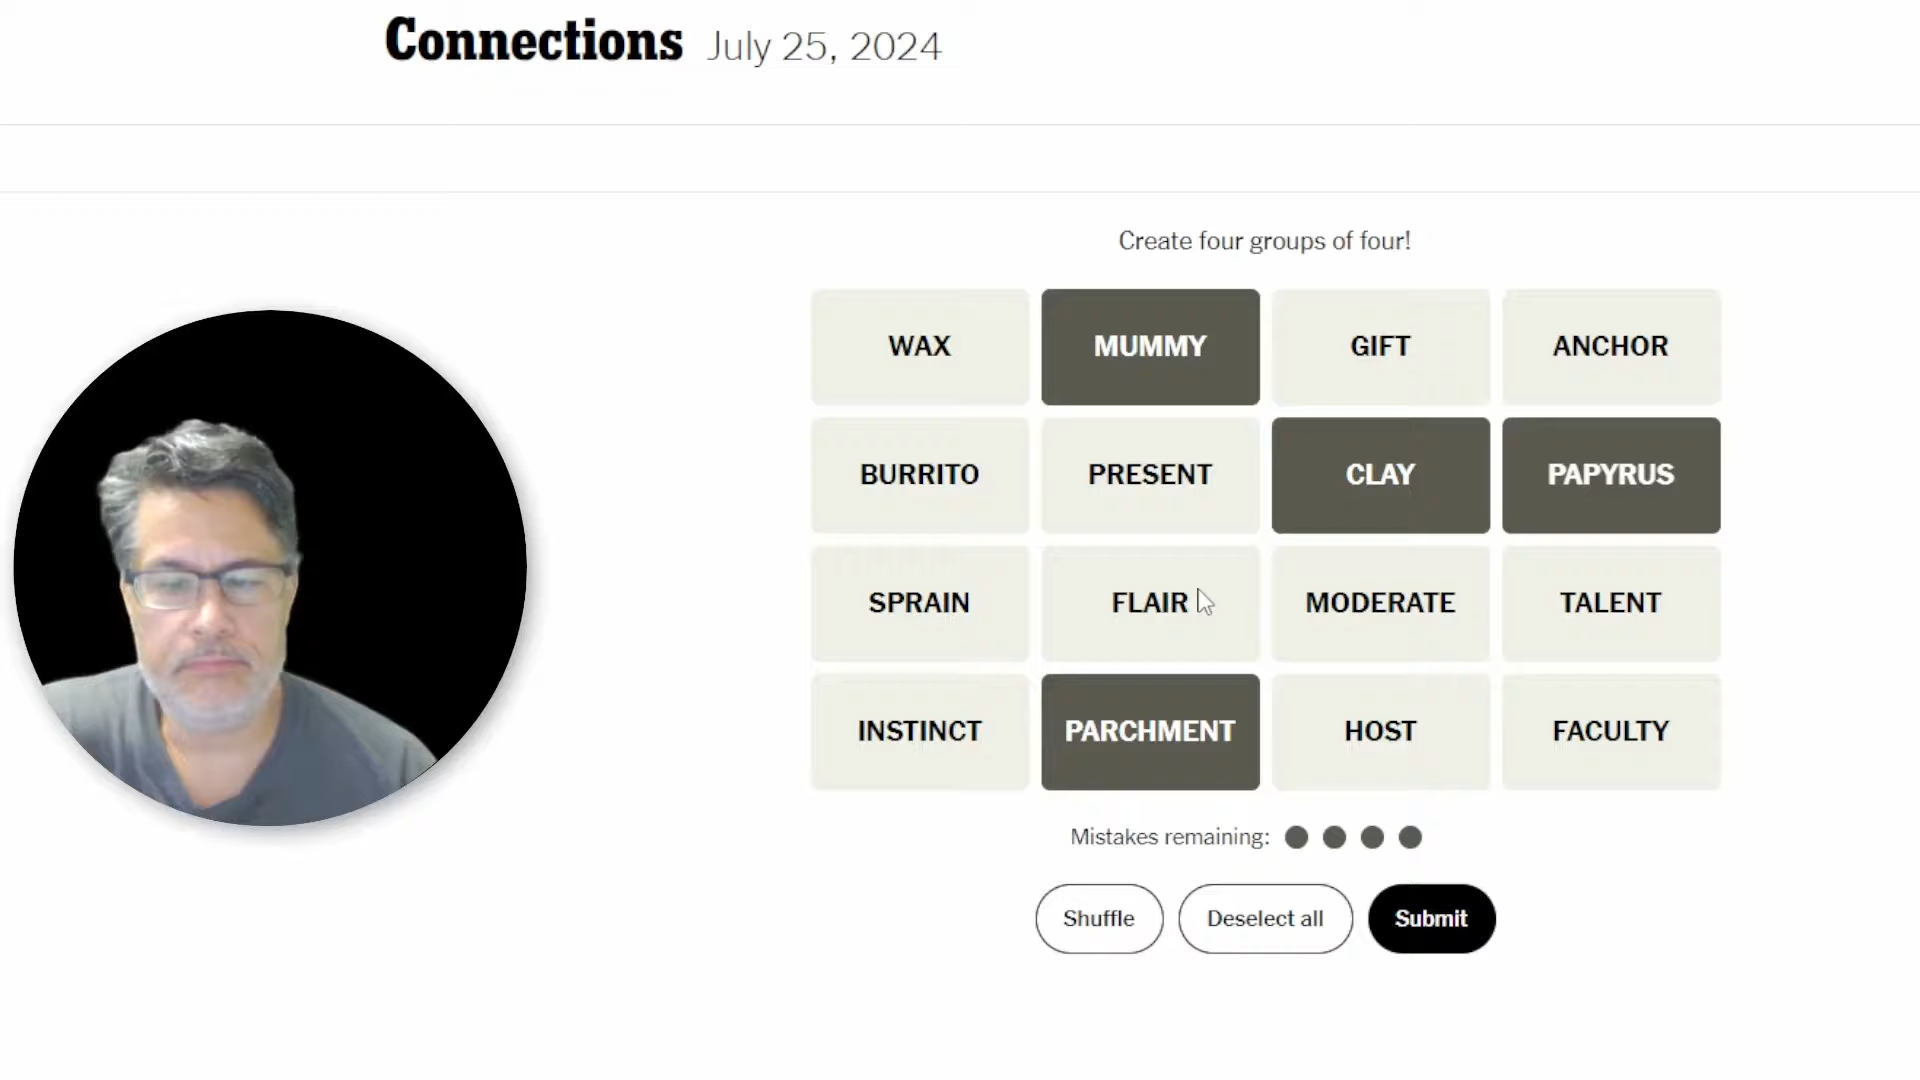 Connections July 25, 2024
Create four groups of four!
WAX MUMMY GIFT ANCHOR
BURRITO PRESENT CLAY PAPYRUS
SPRAIN FLAIR MODERATE TALENT
INSTINCT PARCHMENT HOST FACULTY
Mistakes remaining:
Shuffle Deselect all Submit